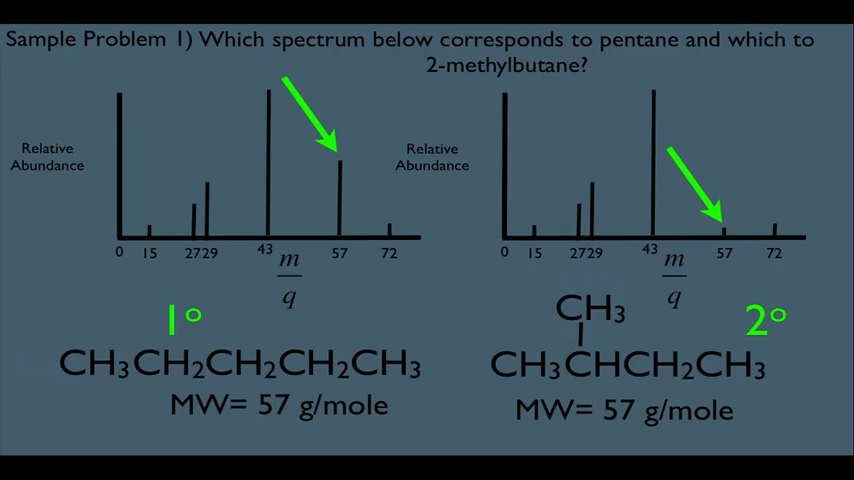 Sample Problem 1) Which spectrum below corresponds to pentane and which to
2-methylbutane?
Relative
Abundance
0 15 2729 43 57 72
m
q
Relative
Abundance
0 15 2729 43 57 72
m
q
1°
CH₃CH₂CH₂CH₂CH₃
MW= 57 g/mole
CH₃
2°
CH₃CHCH₂CH₃
MW= 57 g/mole